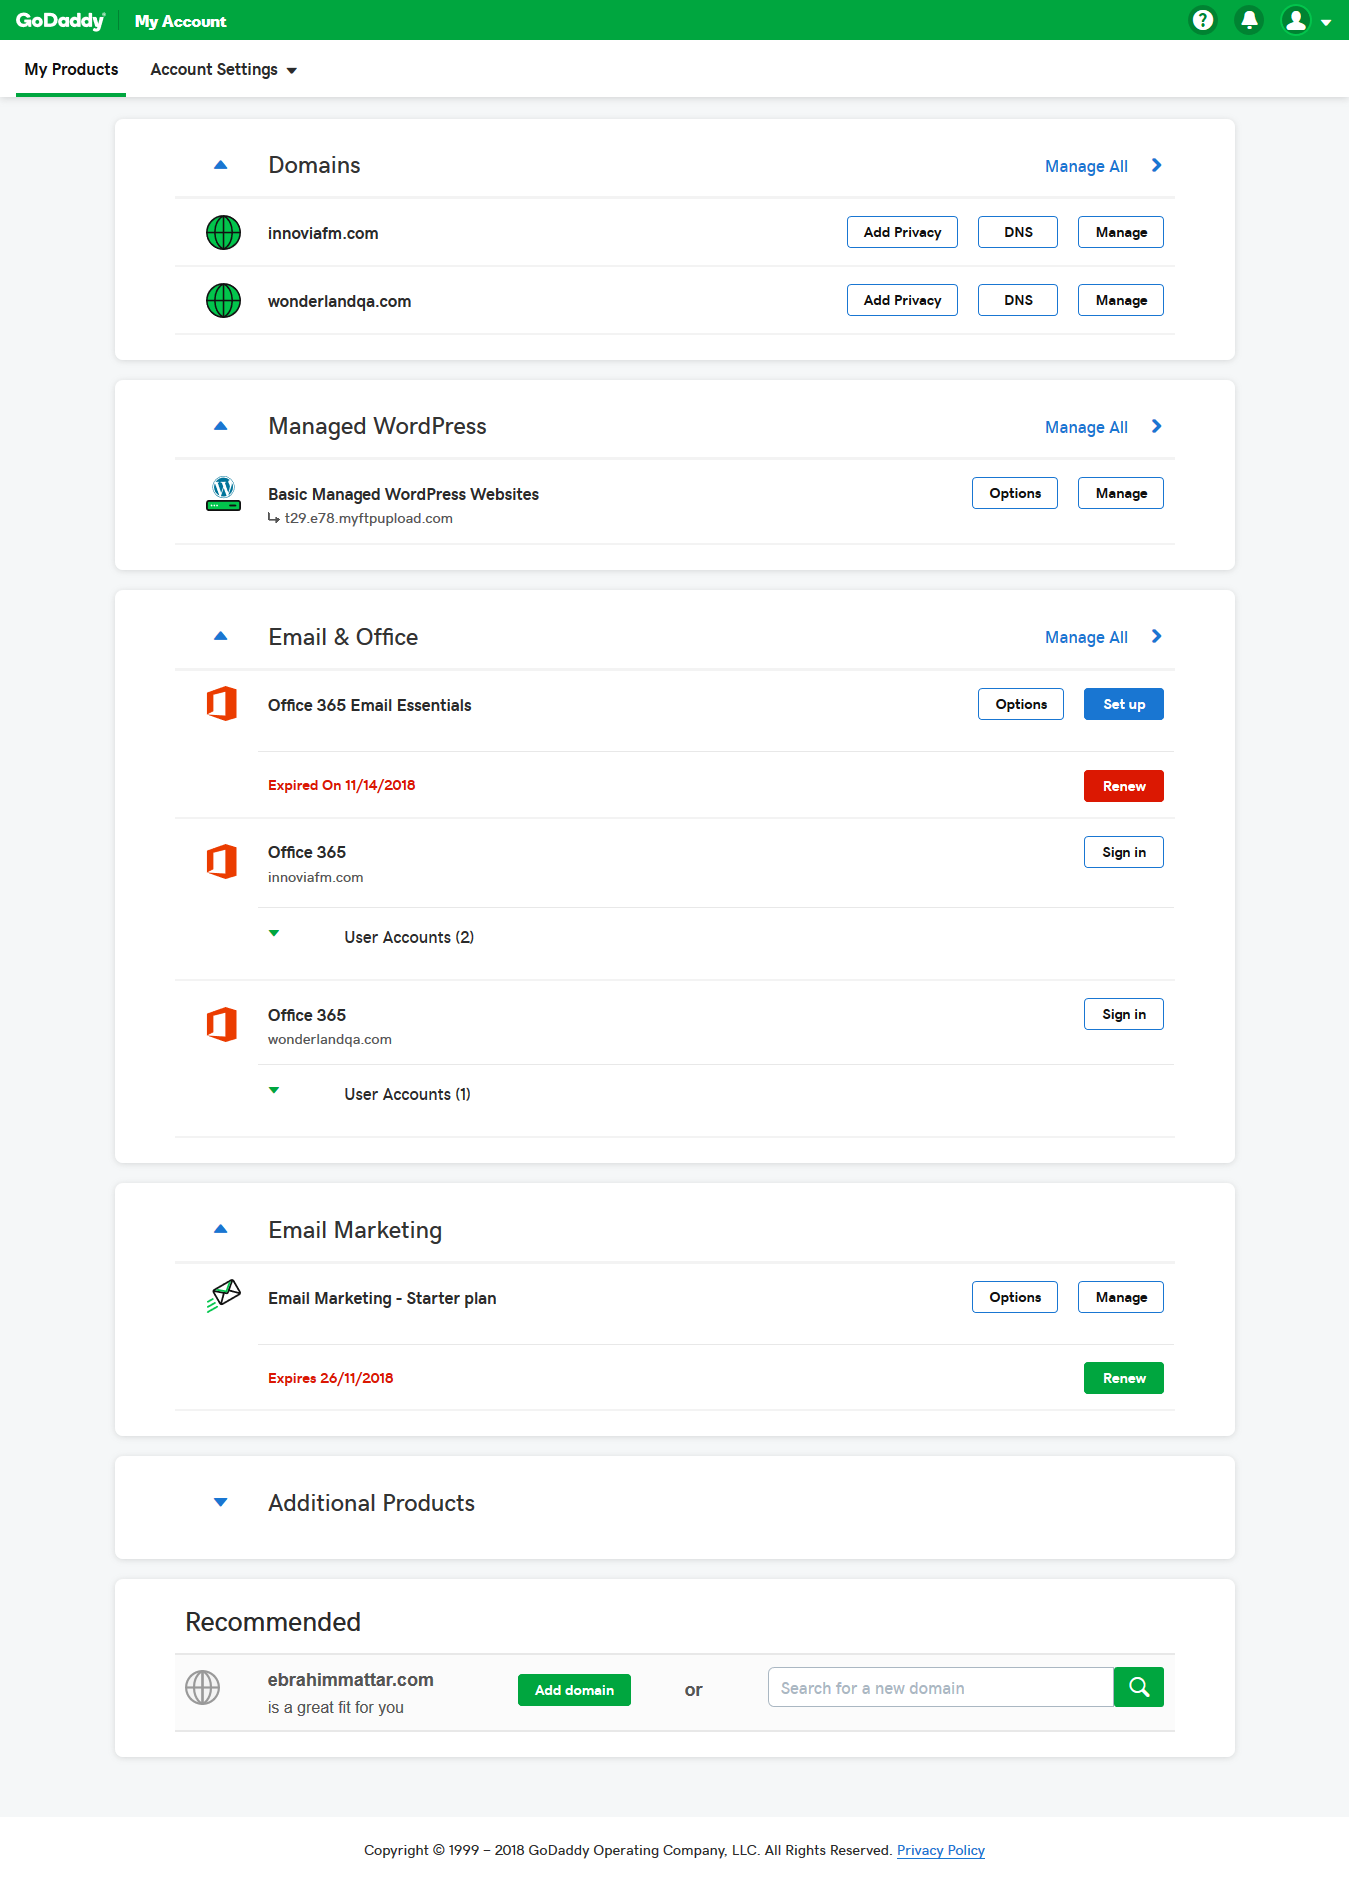 GoDaddy My Account
My Products Account Settings
Domains Manage All
innoviafm.com Add Privacy DNS Manage
wonderlandqa.com Add Privacy DNS Manage
Managed WordPress Manage All
Basic Managed WordPress Websites Options Manage
t29.e78.myftpupload.com
Email & Office Manage All
Office 365 Email Essentials Options Set up
Expired On 11/14/2018 Renew
Office 365 Sign in
innoviafm.com
User Accounts (2)
Office 365 Sign in
wonderlandqa.com
User Accounts (1)
Email Marketing
Email Marketing - Starter plan Options Manage
Expires 26/11/2018 Renew
Additional Products
Recommended
ebrahimmattar.com Add domain or Search for a new domain
is a great fit for you
Copyright © 1999 – 2018 GoDaddy Operating Company, LLC. All Rights Reserved. Privacy Policy